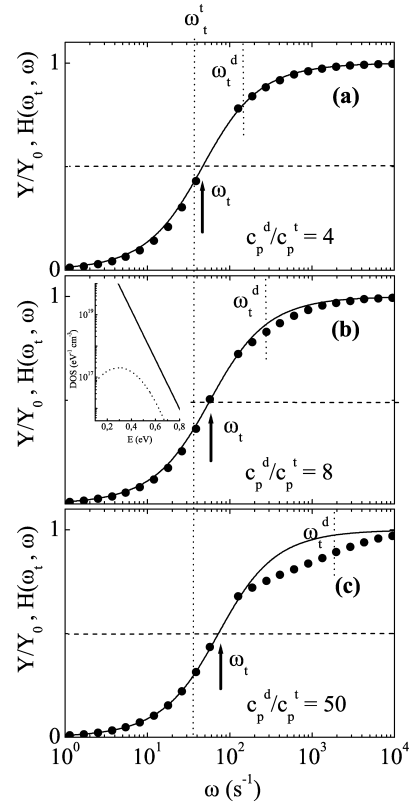 ω_t^t
1
ω_t^d
(a)
Y/Y_0 , H(ω_t , ω)
ω_t
c_p^d/c_p^t = 4
0
1
ω_t^d
(b)
10^19
10^17
DOS (eV^-1 cm^-3)
0,2 0,4 0,6 0,8
E (eV)
Y/Y_0 , H(ω_t , ω)
ω_t
c_p^d/c_p^t = 8
0
1
ω_t^d
(c)
Y/Y_0 , H(ω_t , ω)
ω_t
c_p^d/c_p^t = 50
0
10^0 10^1 10^2 10^3 10^4
ω (s^-1)